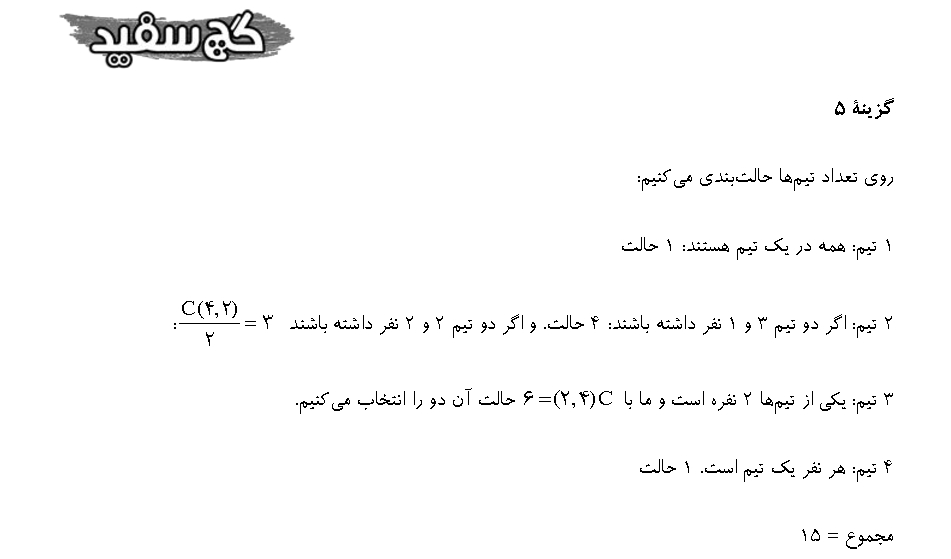 گچ سفید
گزینهٔ ۵
روی تعداد تیم‌ها حالت‌بندی می‌کنیم:
۱ تیم: همه در یک تیم هستند: ۱ حالت
۲ تیم: اگر دو تیم ۳ و ۱ نفر داشته باشند: ۴ حالت. و اگر دو تیم ۲ و ۲ نفر داشته باشند C(۴,۲)/۲ = ۳:
۳ تیم: یکی از تیم‌ها ۲ نفره است و ما با C(۲,۴)=۶ حالت آن دو را انتخاب می‌کنیم.
۴ تیم: هر نفر یک تیم است. ۱ حالت
مجموع = ۱۵